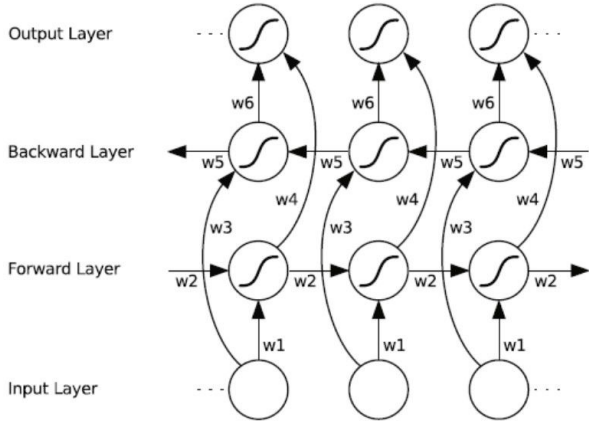 Output Layer
w6 w6 w6
Backward Layer
w5 w5 w5 w5
w4 w4 w4
w3 w3 w3
Forward Layer
w2 w2 w2 w2
w1 w1 w1
Input Layer